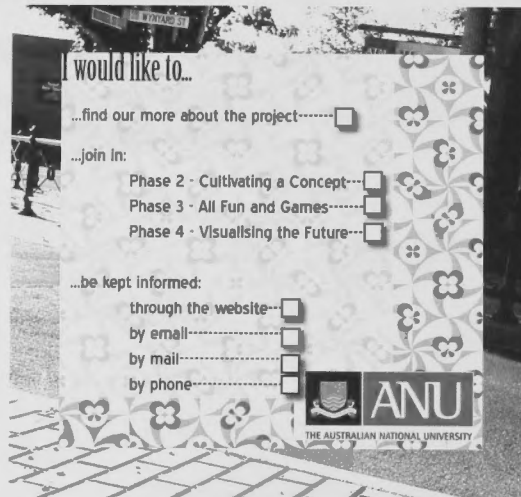 WYNYARD ST
I would like to...
...find our more about the project
...join in:
Phase 2 - Cultivating a Concept
Phase 3 - All Fun and Games
Phase 4 - Visualising the Future
...be kept informed:
through the website
by email
by mail
by phone
ANU
THE AUSTRALIAN NATIONAL UNIVERSITY